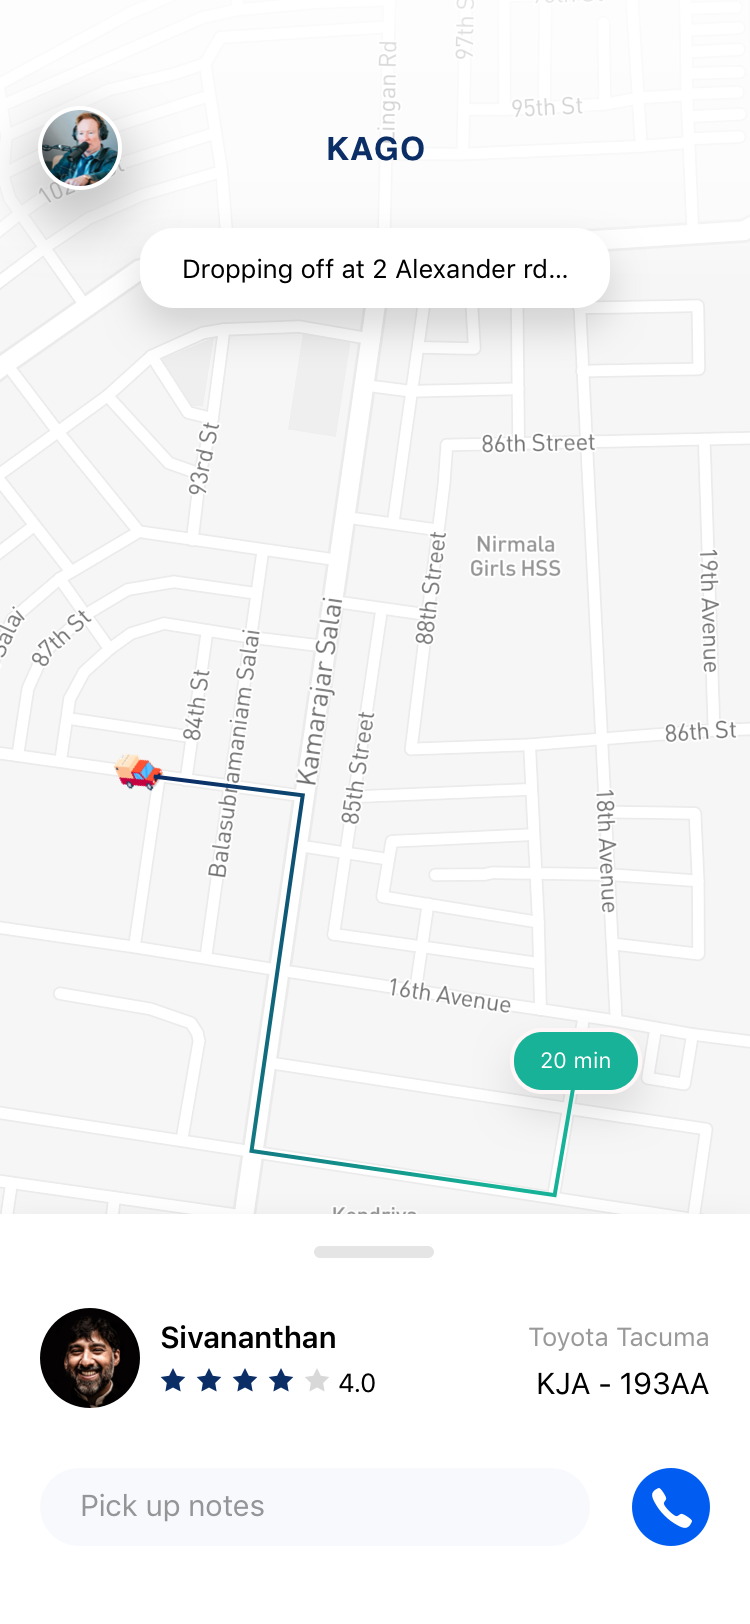 97th S
95th St
ingan Rd
KAGO
102
Dropping off at 2 Alexander rd...
86th Street
93rd St
Nirmala
Girls HSS
88th Street
19th Avenue
Salai
87th St
Kamarajar Salai
84th St
Balasubramaniam Salai
85th Street
86th St
18th Avenue
16th Avenue
20 min
Sivananthan
Toyota Tacuma
4.0
KJA - 193AA
Pick up notes